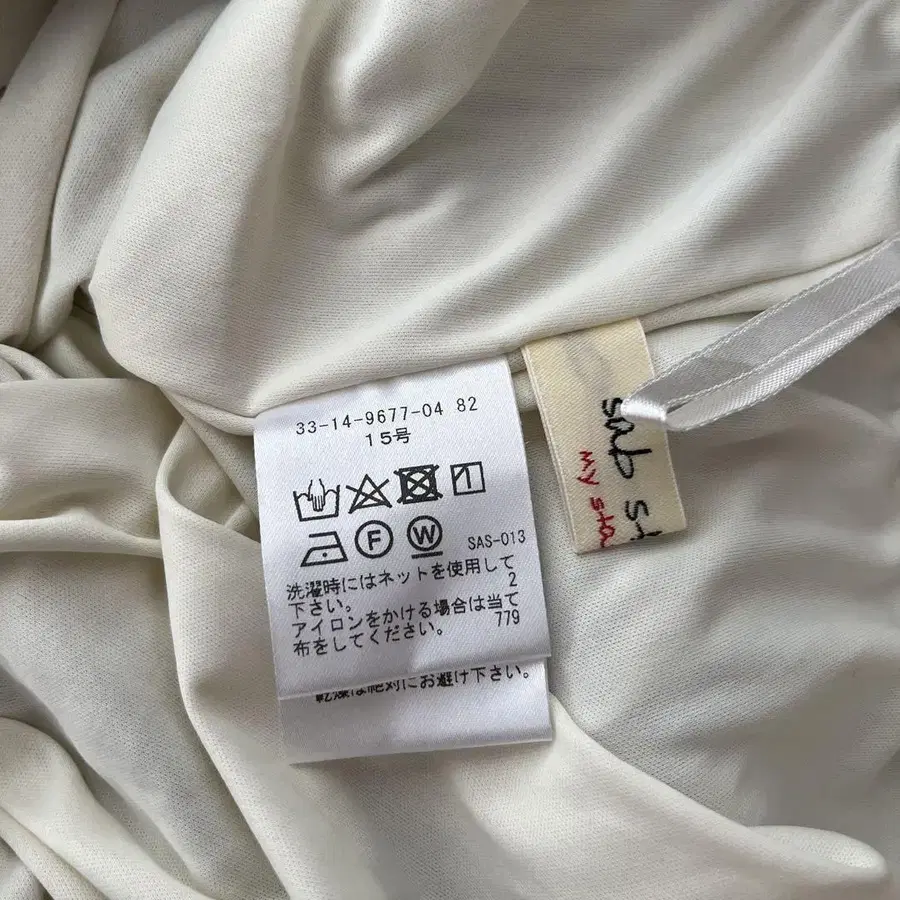 33-14-9677-04 82
15号
F W
SAS-013
洗濯時にはネットを使用して
2
下さい。
アイロンをかける場合は当て
779
布をしてください。
乾燥は絶対にお避け下さい。
sab
my sta